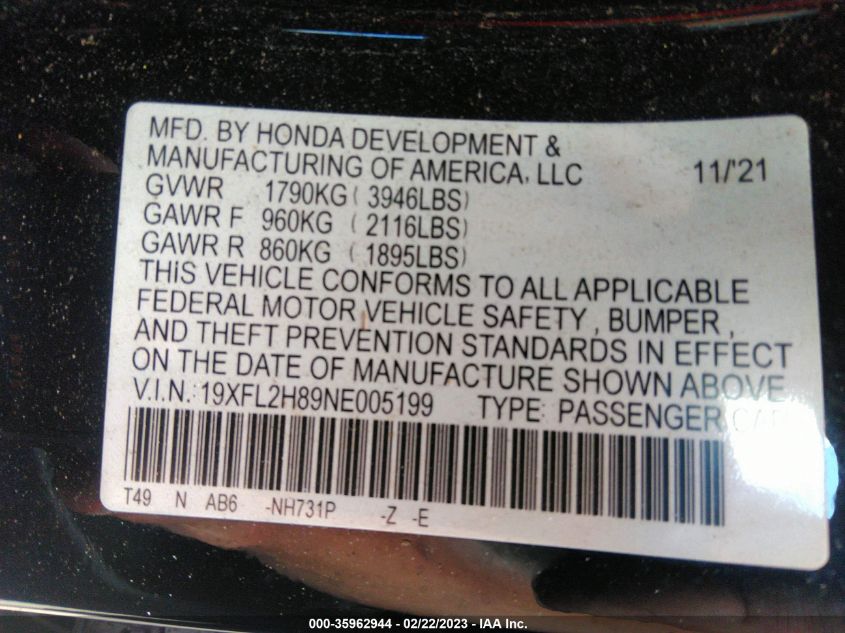 MFD. BY HONDA DEVELOPMENT &
MANUFACTURING OF AMERICA, LLC 11/'21
GVWR 1790KG ( 3946LBS)
GAWR F 960KG ( 2116LBS)
GAWR R 860KG ( 1895LBS)
THIS VEHICLE CONFORMS TO ALL APPLICABLE
FEDERAL MOTOR VEHICLE SAFETY , BUMPER ,
AND THEFT PREVENTION STANDARDS IN EFFECT
ON THE DATE OF MANUFACTURE SHOWN ABOVE.
V.I.N.: 19XFL2H89NE005199 TYPE: PASSENGER CAR
T49 N AB6 -NH731P -Z -E
000-35962944 - 02/22/2023 - IAA Inc.